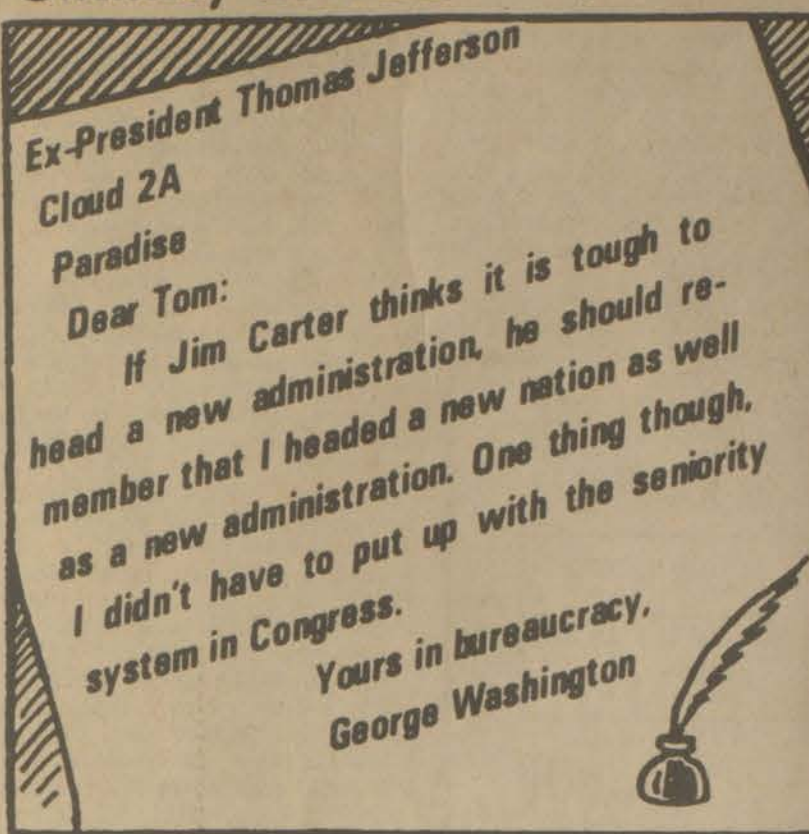 Ex-President Thomas Jefferson
Cloud 2A
Paradise
Dear Tom:
If Jim Carter thinks it is tough to
head a new administration, he should re-
member that I headed a new nation as well
as a new administration. One thing though,
I didn't have to put up with the seniority
system in Congress.
Yours in bureaucracy,
George Washington